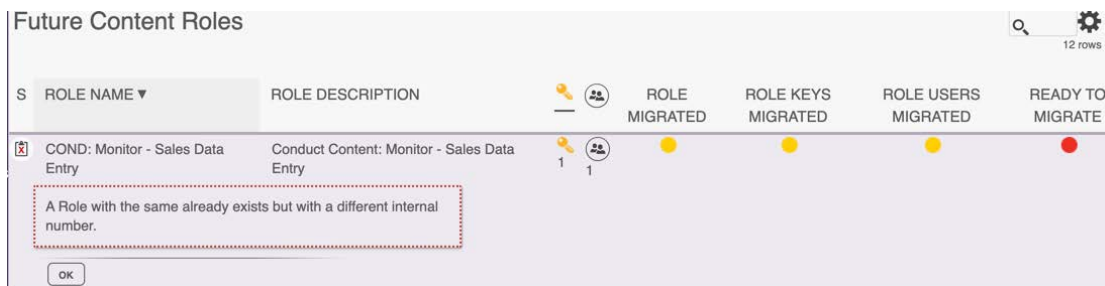 Future Content Roles
12 rows
S ROLE NAME ▼ ROLE DESCRIPTION ROLE MIGRATED ROLE KEYS MIGRATED ROLE USERS MIGRATED READY TO MIGRATE
COND: Monitor - Sales Data Entry
Conduct Content: Monitor - Sales Data Entry
1
1
A Role with the same already exists but with a different internal
number.
OK